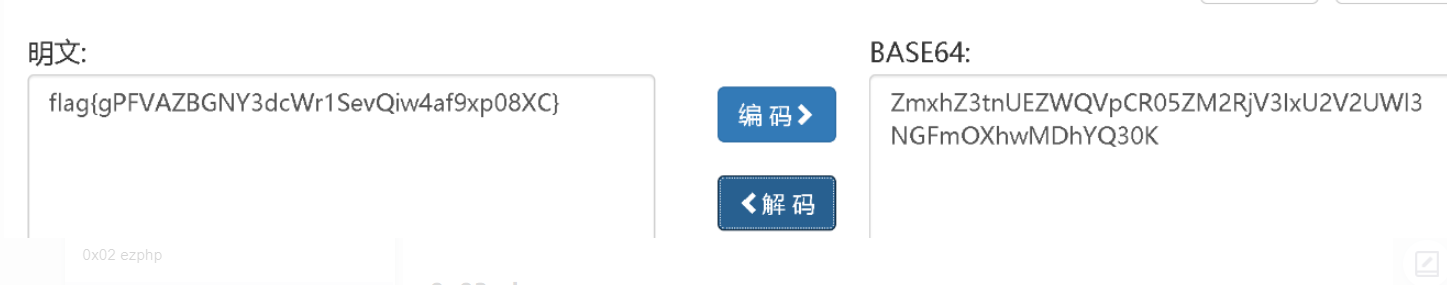 明文:
BASE64:
flag{gPFVAZBGNY3dcWr1SevQiw4af9xp08XC}
编 码
ZmxhZ3tnUEZWQVpCR05ZM2RjV3IxU2V2UWl3
NGFmOXhwMDhYQ30K
解 码
0x02 ezphp